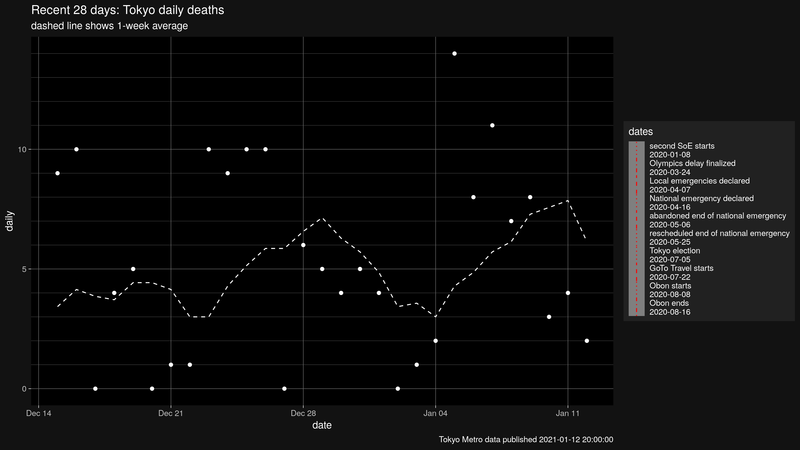 Recent 28 days: Tokyo daily deaths
dashed line shows 1-week average
10
5
0
daily
Dec 14
Dec 21
Dec 28
Jan 04
Jan 11
date
Tokyo Metro data published 2021-01-12 20:00:00
dates
second SoE starts
2020-01-08
Olympics delay finalized
2020-03-24
Local emergencies declared
2020-04-07
National emergency declared
2020-04-16
abandoned end of national emergency
2020-05-06
rescheduled end of national emergency
2020-05-25
Tokyo election
2020-07-05
GoTo Travel starts
2020-07-22
Obon starts
2020-08-08
Obon ends
2020-08-16